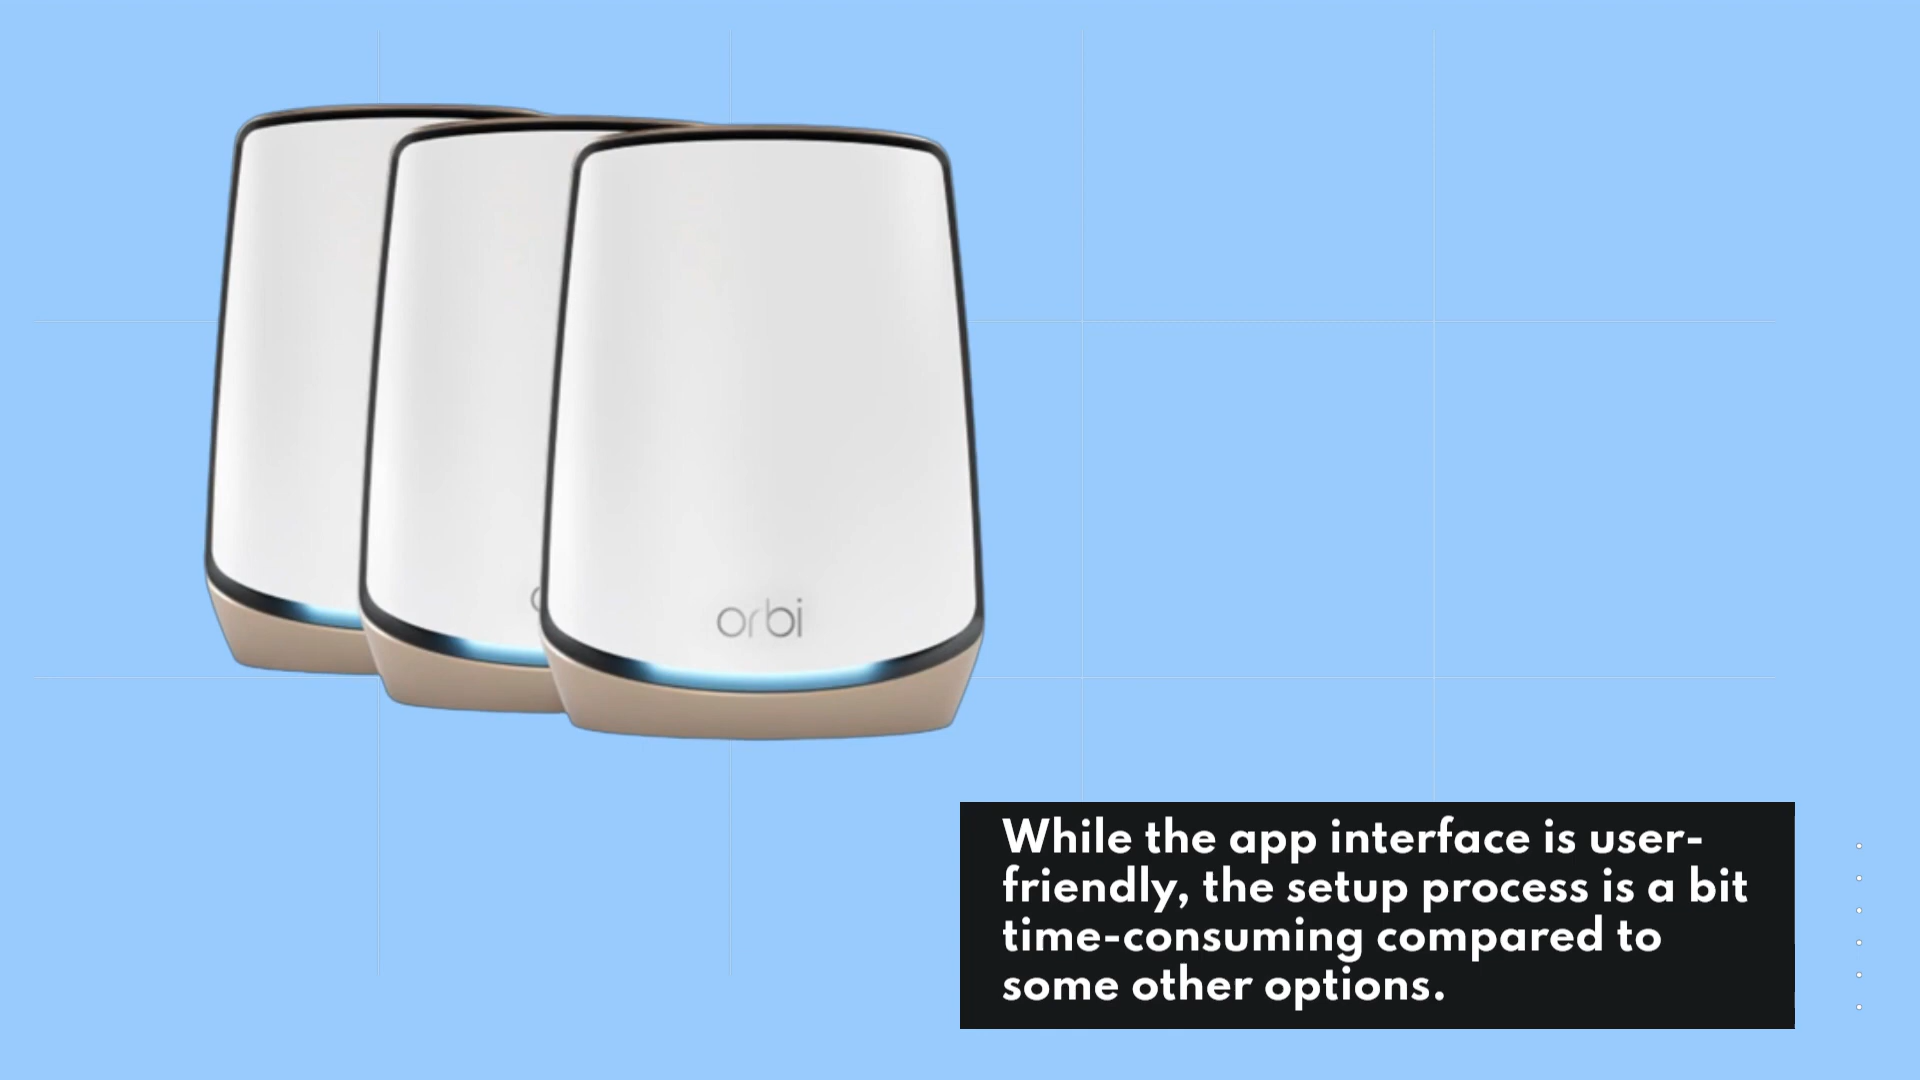 orbi
While the app interface is user-
friendly, the setup process is a bit
time-consuming compared to
some other options.